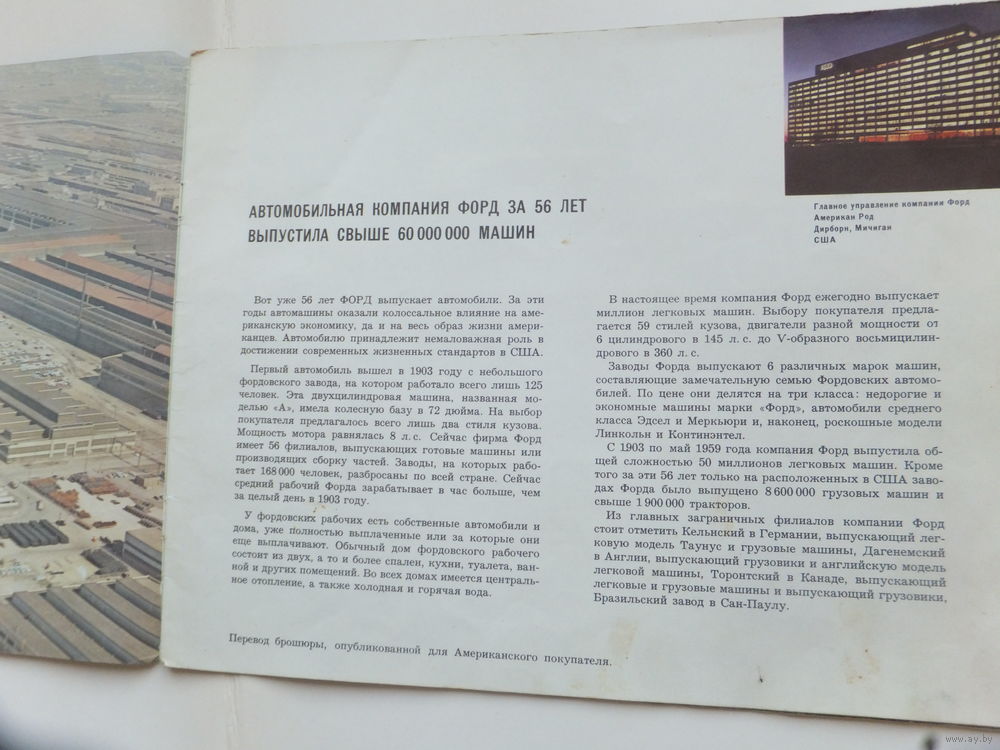 АВТОМОБИЛЬНАЯ КОМПАНИЯ ФОРД ЗА 56 ЛЕТ
ВЫПУСТИЛА СВЫШЕ 60 000 000 МАШИН
Вот уже 56 лет ФОРД выпускает автомобили. За эти
годы автомашины оказали колоссальное влияние на аме-
риканскую экономику, да и на весь образ жизни амери-
канцев. Автомобилю принадлежит немаловажная роль в
достижении современных жизненных стандартов в США.
Первый автомобиль вышел в 1903 году с небольшого
фордовского завода, на котором работало всего лишь 125
человек. Эта двухцилиндровая машина, названная мо-
делью «А», имела колесную базу в 72 дюйма. На выбор
покупателя предлагалось всего лишь два стиля кузова.
Мощность мотора равнялась 8 л. с. Сейчас фирма Форд
имеет 56 филиалов, выпускающих готовые машины или
производящих сборку частей. Заводы, на которых рабо-
тает 168 000 человек, разбросаны по всей стране. Сейчас
средний рабочий Форда зарабатывает в час больше, чем
за целый день в 1903 году.
У фордовских рабочих есть собственные автомобили и
дома, уже полностью выплаченные или за которые они
еще выплачивают. Обычный дом фордовского рабочего
состоит из двух, а то и более спален, кухни, туалета, ван-
ной и других помещений. Во всех домах имеется централь-
ное отопление, а также холодная и горячая вода.
Перевод брошюры, опубликованной для Американского покупателя.
Главное управление компании Форд
Американ Род
Дирборн, Мичиган
США
В настоящее время компания Форд ежегодно выпускает
миллион легковых машин. Выбору покупателя предла-
гается 59 стилей кузова, двигатели разной мощности от
6 цилиндрового в 145 л. с. до V-образного восьмицилин-
дрового в 360 л. с.
Заводы Форда выпускают 6 различных марок машин,
составляющие замечательную семью Фордовских автомо-
билей. По цене они делятся на три класса: недорогие и
экономные машины марки «Форд», автомобили среднего
класса Эдсел и Меркьюри и, наконец, роскошные модели
Линкольн и Континэнтел.
С 1903 по май 1959 года компания Форд выпустила об-
щей сложностью 50 миллионов легковых машин. Кроме
того за эти 56 лет только на расположенных в США заво-
дах Форда было выпущено 8 600 000 грузовых машин и
свыше 1 900 000 тракторов.
Из главных заграничных филиалов компании Форд
стоит отметить Кельнский в Германии, выпускающий лег-
ковую модель Таунус и грузовые машины, Дагенемский
в Англии, выпускающий грузовики и английскую модель
легковой машины, Торонтский в Канаде, выпускающий
легковые и грузовые машины и выпускающий грузовики,
Бразильский завод в Сан-Паулу.
www.ay.by